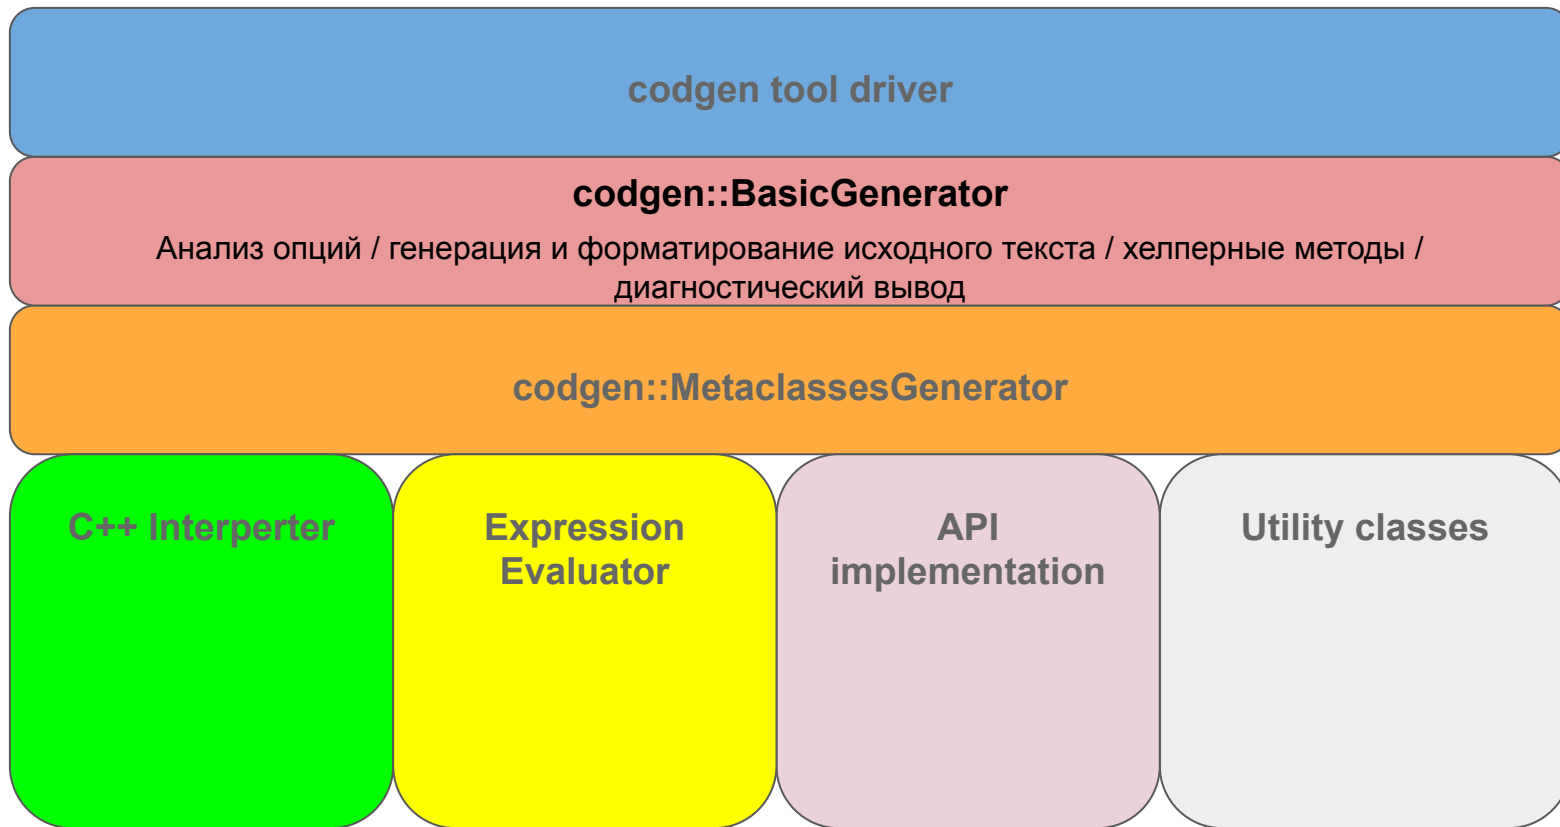 codgen tool driver
codgen::BasicGenerator
Анализ опций / генерация и форматирование исходного текста / хелперные методы /
диагностический вывод
codgen::MetaclassesGenerator
C++ Interperter
Expression
Evaluator
API
implementation
Utility classes